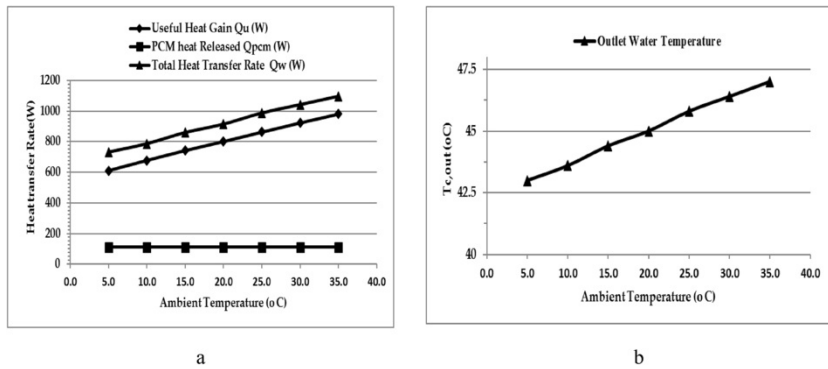 Useful Heat Gain Qu (W)
PCM heat Released Qpcm (W)
Total Heat Transfer Rate Qw (W)
1200
1000
800
600
400
200
0
Heat transfer Rate(W)
0.0 5.0 10.0 15.0 20.0 25.0 30.0 35.0 40.0
Ambient Temperature (o C)
a
Outlet Water Temperature
47.5
45
42.5
40
Tc,out (oC)
0.0 5.0 10.0 15.0 20.0 25.0 30.0 35.0 40.0
Ambient Temperature (o C)
b